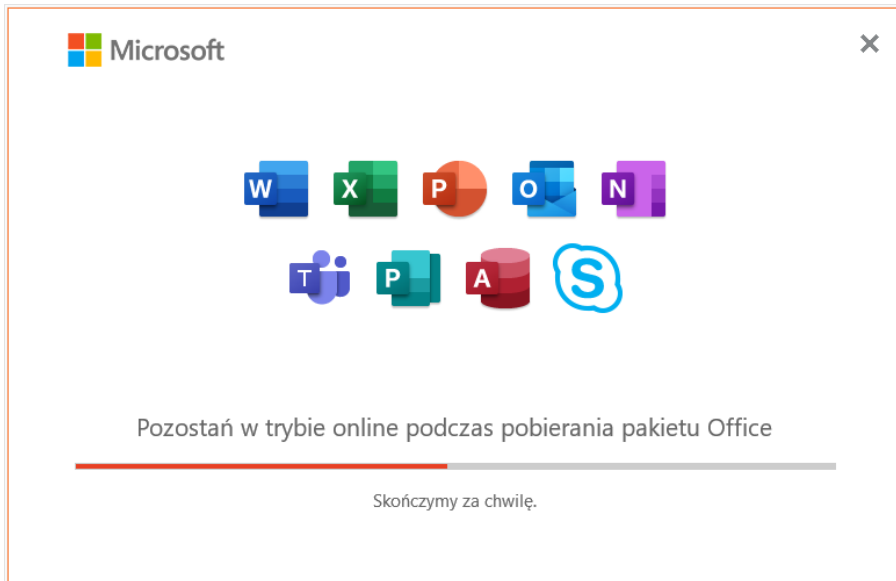 Microsoft
W X P O N
T P A S
Pozostań w trybie online podczas pobierania pakietu Office
Skończymy za chwilę.